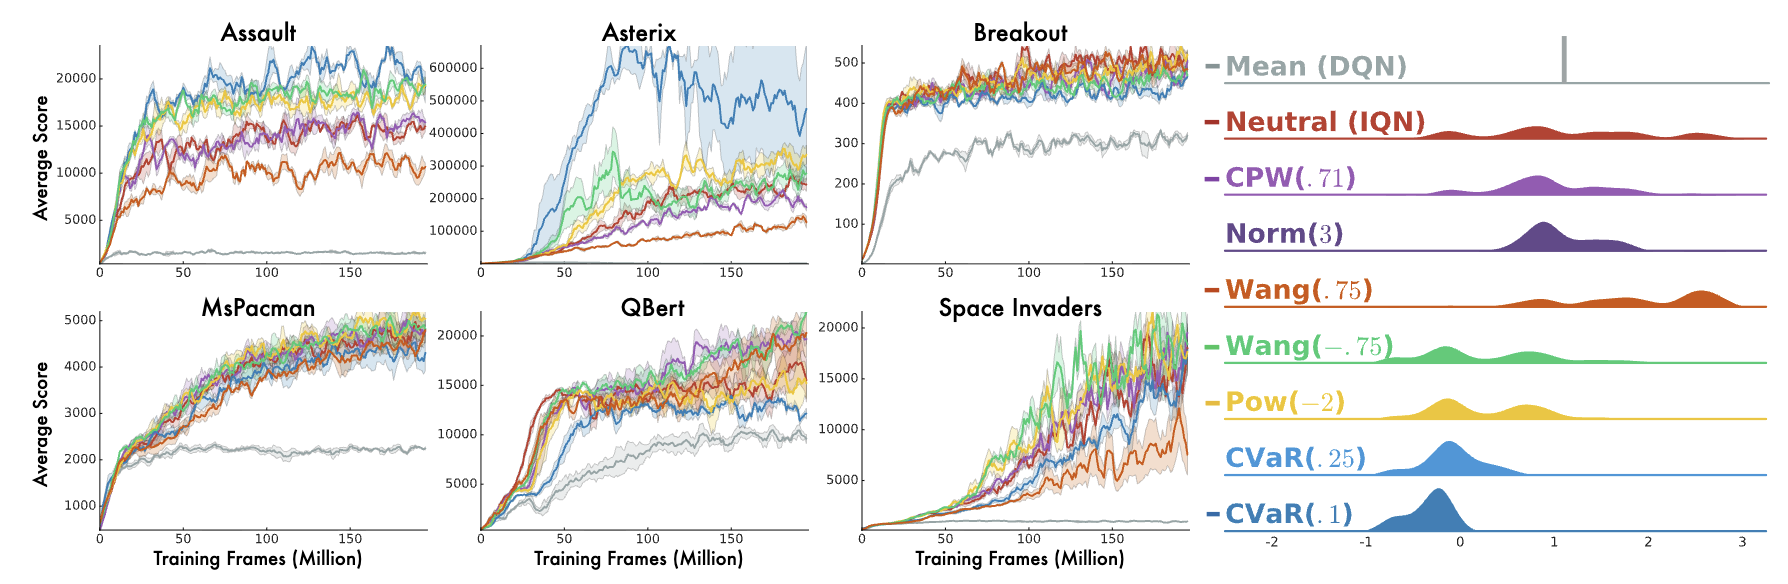 Assault
Average Score
20000
15000
10000
5000
0
0 50 100 150
Asterix
600000
500000
400000
300000
200000
100000
0 50 100 150
Breakout
500
400
300
200
100
0 50 100 150
MsPacman
Average Score
5000
4000
3000
2000
1000
0 50 100 150
Training Frames (Million)
QBert
20000
15000
10000
5000
0 50 100 150
Training Frames (Million)
Space Invaders
20000
15000
10000
5000
0 50 100 150
Training Frames (Million)
Mean (DQN)
Neutral (IQN)
CPW(.71)
Norm(3)
Wang(.75)
Wang(−.75)
Pow(−2)
CVaR(.25)
CVaR(.1)
-2 -1 0 1 2 3